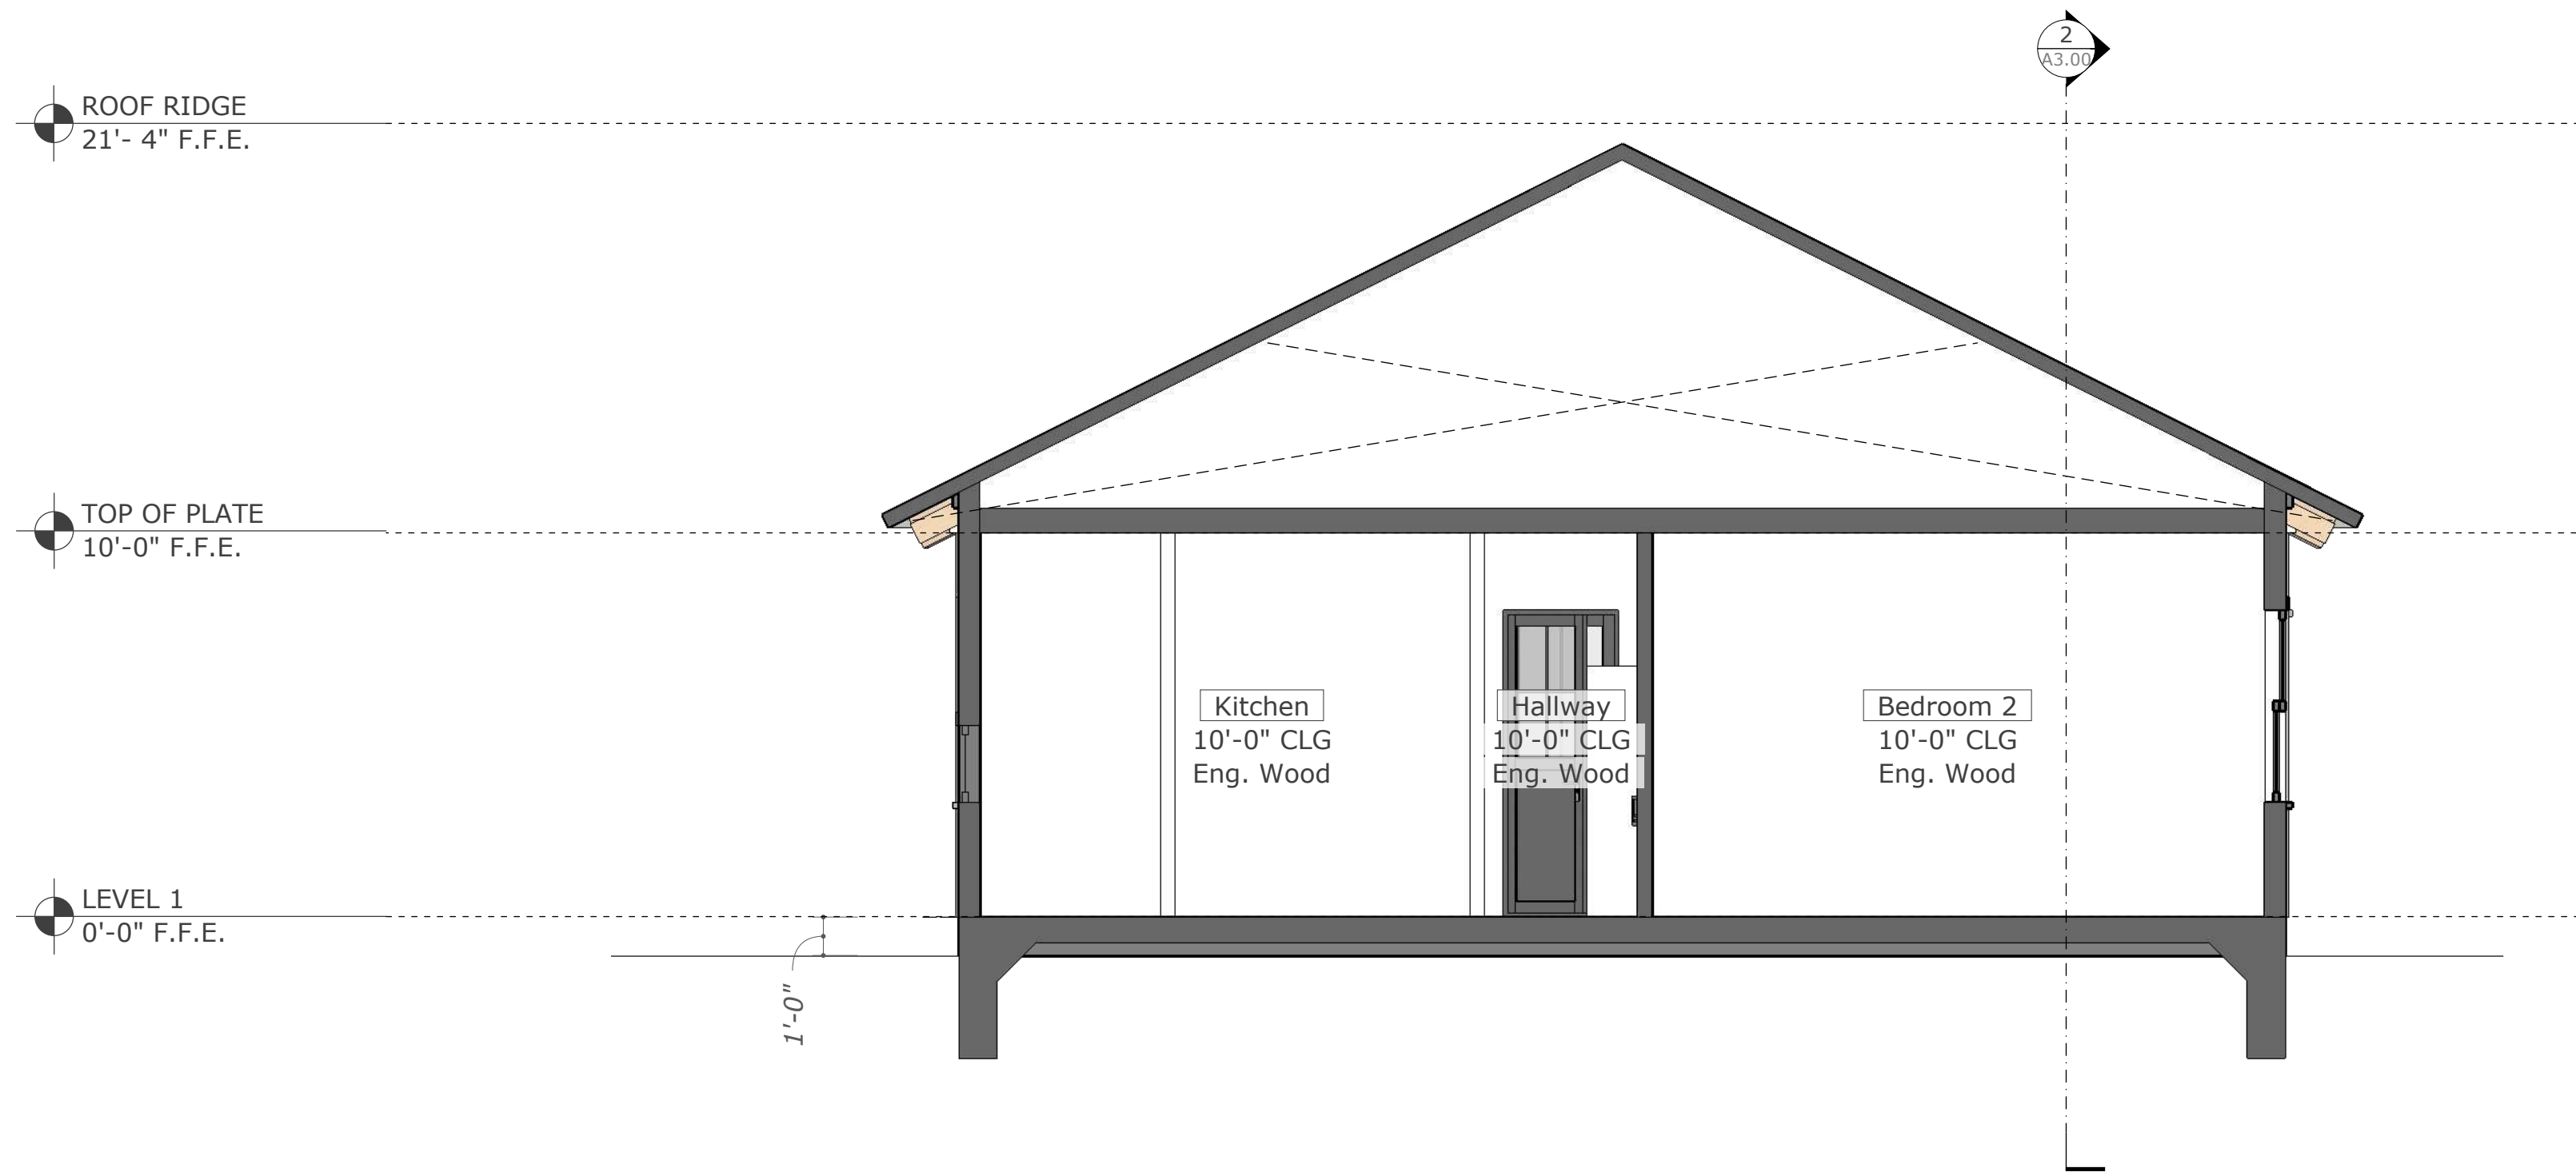 2
A3.00
ROOF RIDGE
21'- 4" F.F.E.
TOP OF PLATE
10'-0" F.F.E.
Kitchen
10'-0" CLG
Eng. Wood
Hallway
10'-0" CLG
Eng. Wood
Bedroom 2
10'-0" CLG
Eng. Wood
LEVEL 1
0'-0" F.F.E.
1'-0"